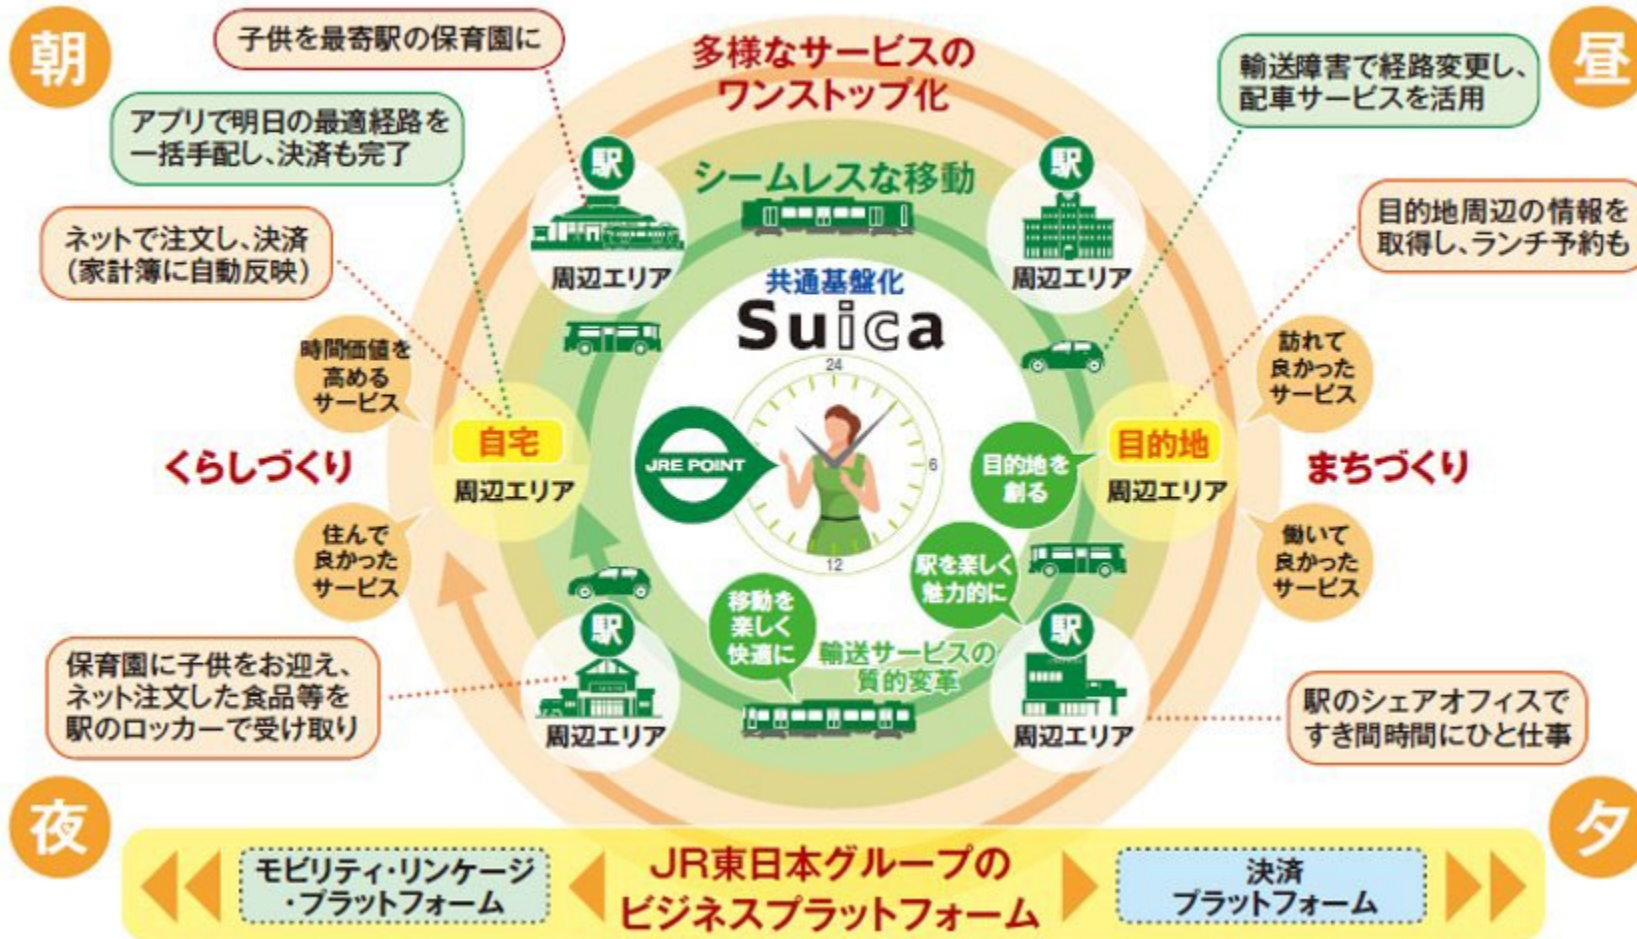 朝
子供を最寄駅の保育園に
アプリで明日の最適経路を
一括手配し、決済も完了
ネットで注文し、決済
(家計簿に自動反映)
多様なサービスの
ワンストップ化
シームレスな移動
昼
輸送障害で経路変更し、
配車サービスを活用
目的地周辺の情報を
取得し、ランチ予約も
駅
周辺エリア
駅
周辺エリア
共通基盤化
Suica
24
6
12
JRE POINT
時間価値を
高める
サービス
くらしづくり
住んで
良かった
サービス
自宅
周辺エリア
目的地を
創る
目的地
周辺エリア
訪れて
良かった
サービス
まちづくり
働いて
良かった
サービス
駅を楽しく
魅力的に
移動を
楽しく
快適に
輸送サービスの
質的変革
駅
周辺エリア
駅
周辺エリア
保育園に子供をお迎え、
ネット注文した食品等を
駅のロッカーで受け取り
駅のシェアオフィスで
すき間時間にひと仕事
夜
夕
モビリティ・リンケージ
・プラットフォーム
JR東日本グループの
ビジネスプラットフォーム
決済
プラットフォーム